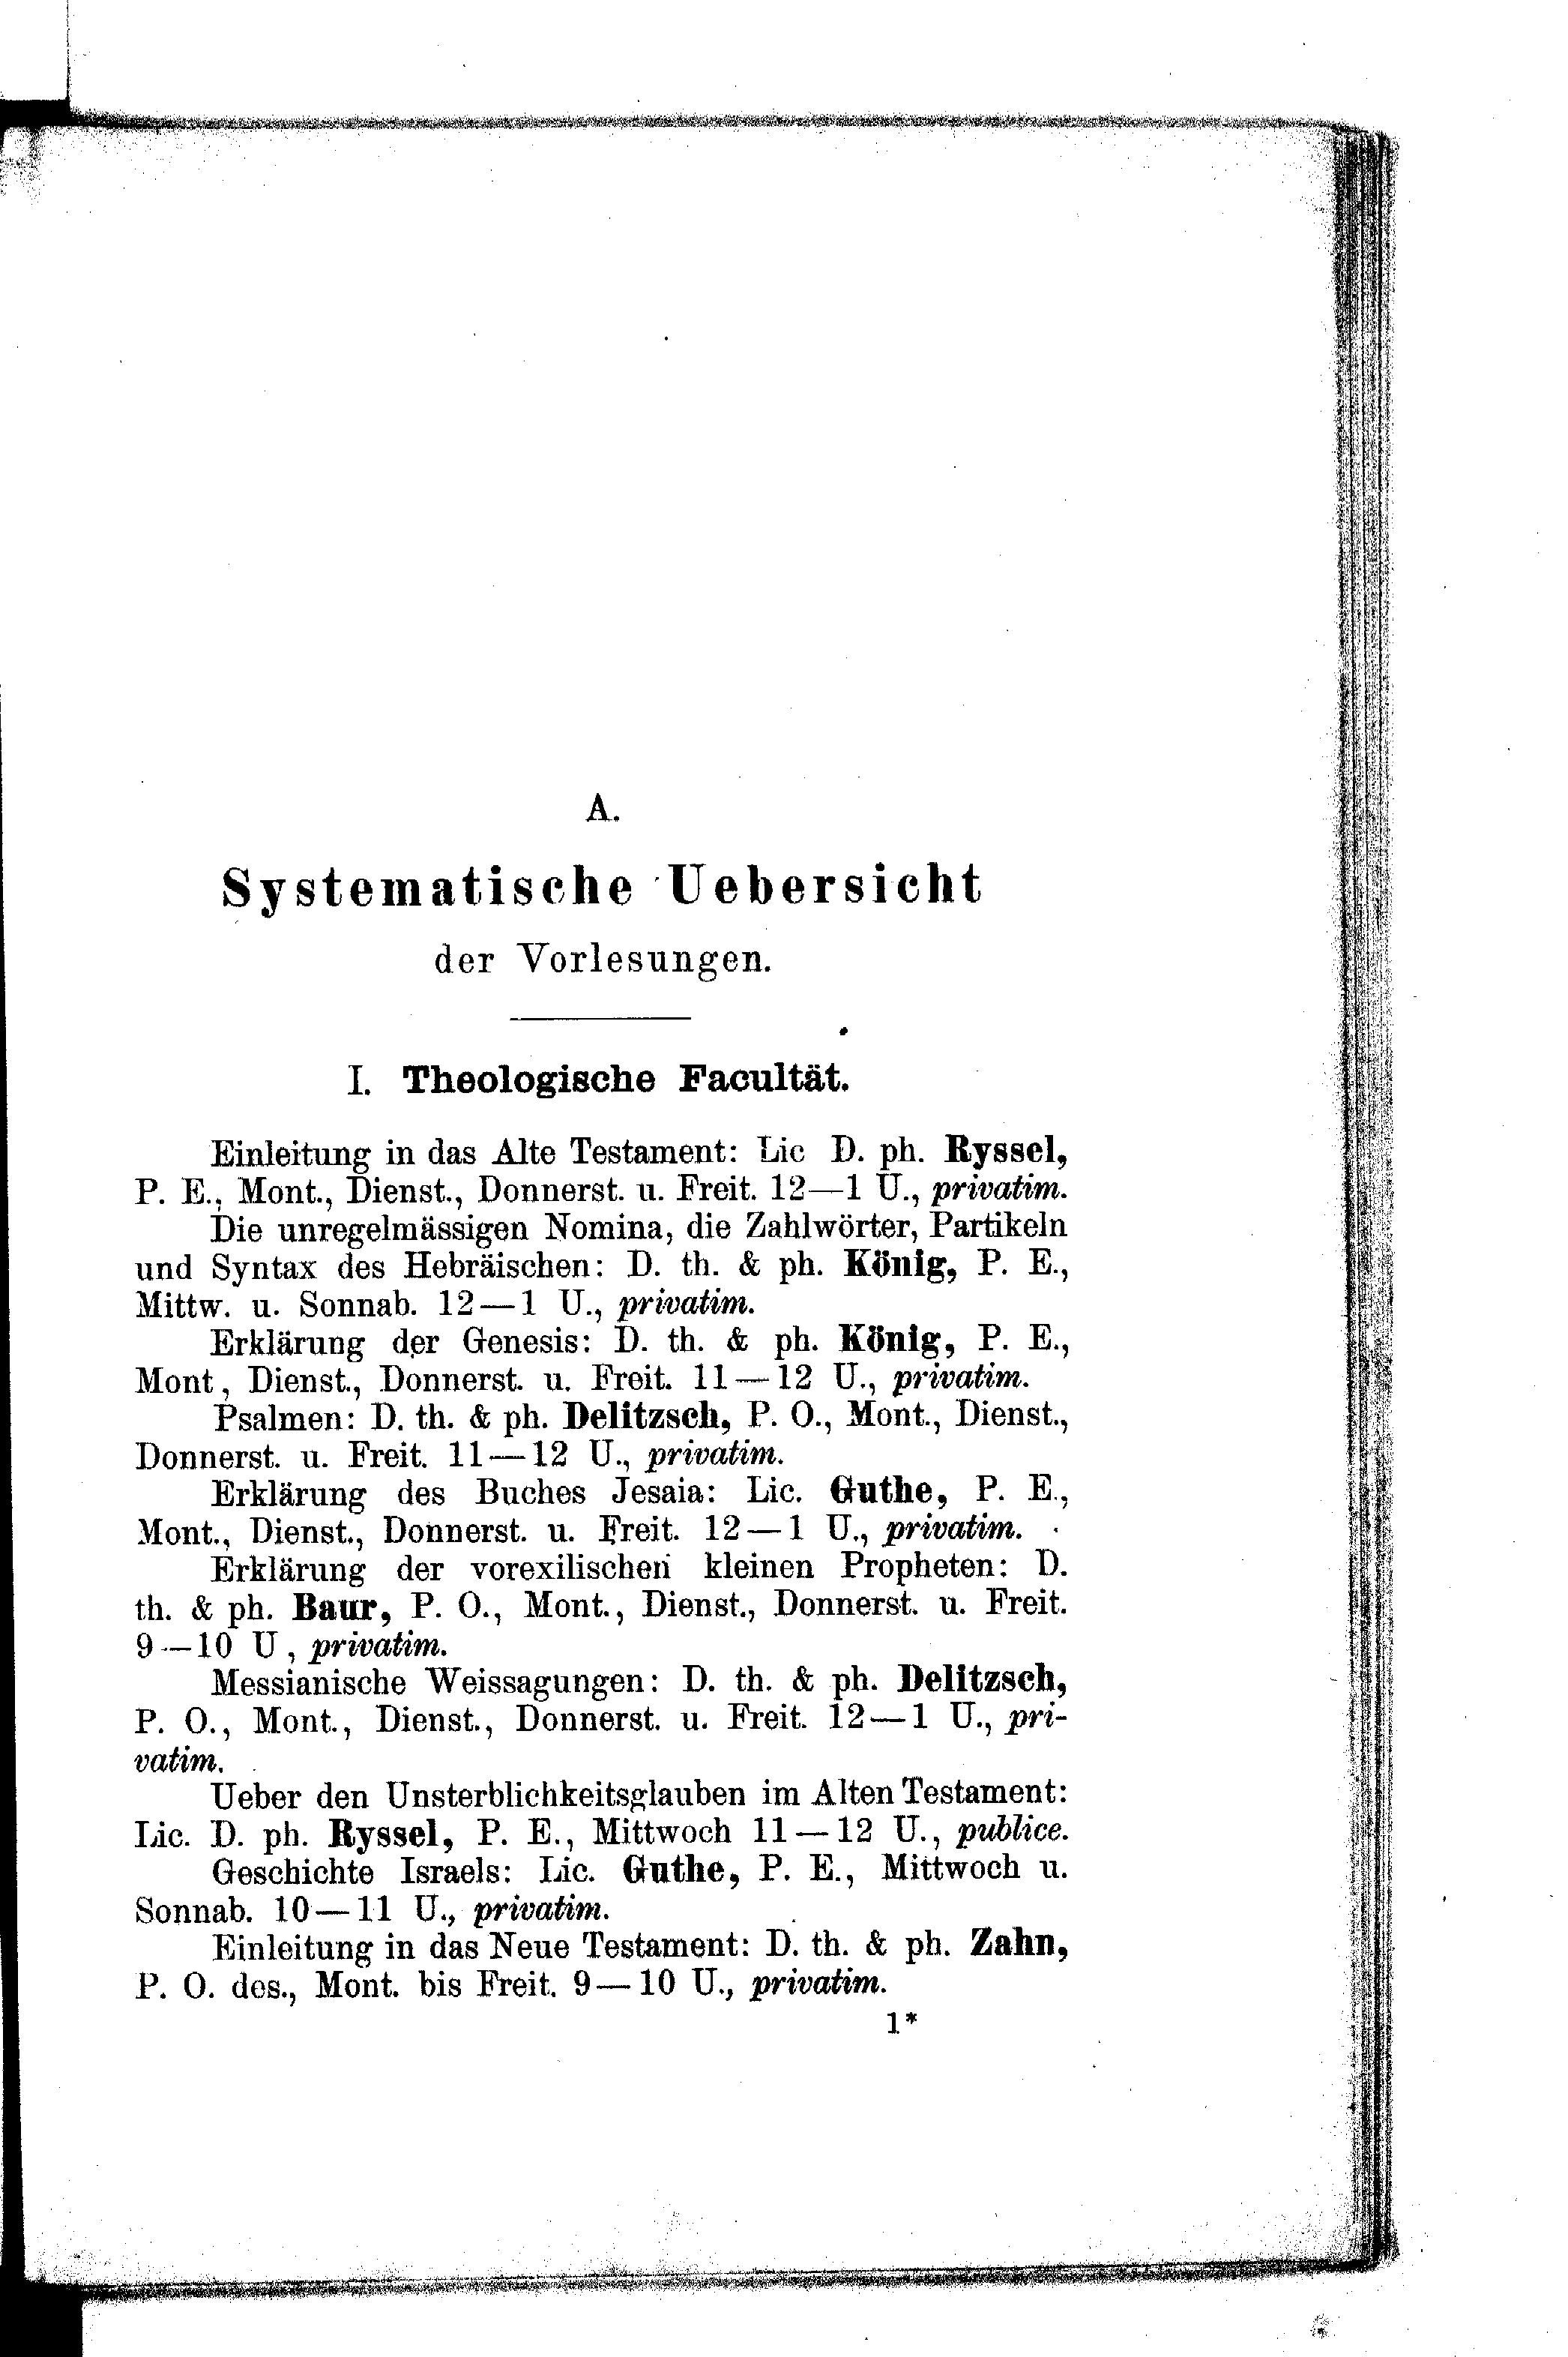 A.
Systematische Uebersicht
der Vorlesungen.
I. Theologische Facultät.
Einleitung in das Alte Testament: Lic D. ph. Ryssel,
P. E., Mont., Dienst., Donnerst. u. Freit. 12—1 U., privatim.
Die unregelmässigen Nomina, die Zahlwörter, Partikeln
und Syntax des Hebräischen: D. th. & ph. König, P. E.,
Mittw. u. Sonnab. 12—1 U., privatim.
Erklärung der Genesis: D. th. & ph. König, P. E.,
Mont, Dienst., Donnerst. u. Freit. 11—12 U., privatim.
Psalmen: D. th. & ph. Delitzsch, P. O., Mont., Dienst.,
Donnerst. u. Freit. 11—12 U., privatim.
Erklärung des Buches Jesaia: Lic. Guthe, P. E.,
Mont., Dienst., Donnerst. u. Freit. 12—1 U., privatim.
Erklärung der vorexilischen kleinen Propheten: D.
th. & ph. Baur, P. O., Mont., Dienst., Donnerst. u. Freit.
9—10 U, privatim.
Messianische Weissagungen: D. th. & ph. Delitzsch,
P. O., Mont., Dienst., Donnerst. u. Freit. 12—1 U., pri-
vatim.
Ueber den Unsterblichkeitsglauben im Alten Testament:
Lic. D. ph. Ryssel, P. E., Mittwoch 11—12 U., publice.
Geschichte Israels: Lic. Guthe, P. E., Mittwoch u.
Sonnab. 10—11 U., privatim.
Einleitung in das Neue Testament: D. th. & ph. Zahn,
P. O. des., Mont. bis Freit. 9—10 U., privatim.
1*